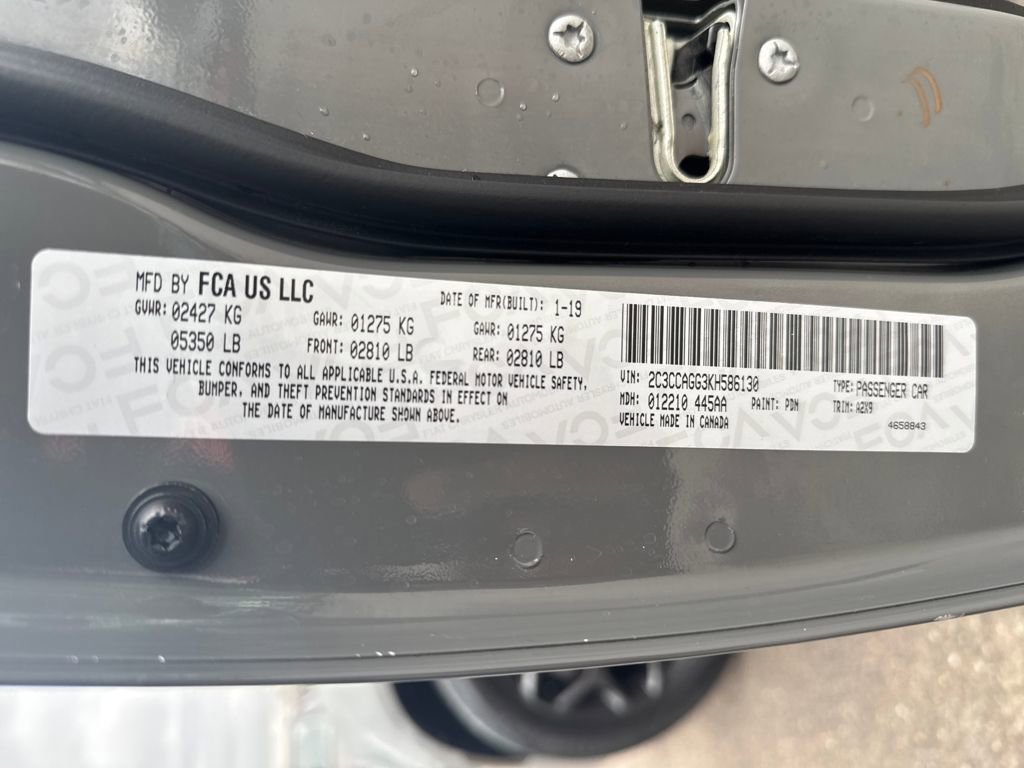 MFD BY FCA US LLC DATE OF MFR(BUILT): 1-19
GVWR: 02427 KG GAWR: 01275 KG GAWR: 01275 KG
05350 LB FRONT: 02810 LB REAR: 02810 LB
THIS VEHICLE CONFORMS TO ALL APPLICABLE U.S.A. FEDERAL MOTOR VEHICLE SAFETY,
BUMPER, AND THEFT PREVENTION STANDARDS IN EFFECT ON
THE DATE OF MANUFACTURE SHOWN ABOVE.
VIN: 2C3CCAGG3KH586130 TYPE: PASSENGER CAR
MDH: 012210 445AA PAINT: PDN TRIM: A2X9
VEHICLE MADE IN CANADA 4658843